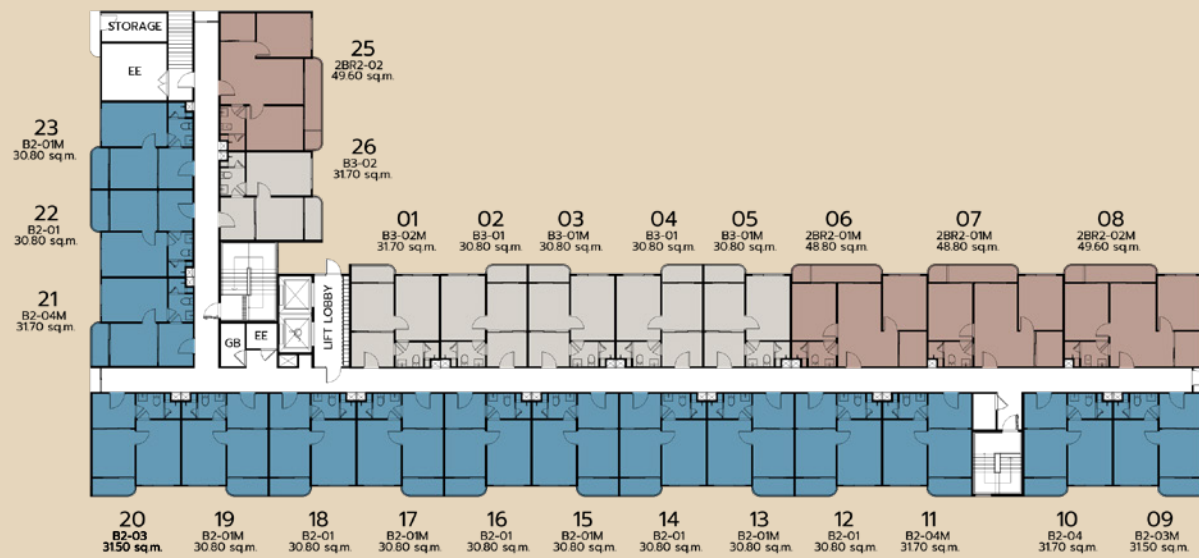 STORAGE
EE
25
2BR2-02
49.60 sq.m.
23
B2-01M
30.80 sq.m.
26
B3-02
31.70 sq.m.
22
B2-01
30.80 sq.m.
01
B3-02M
31.70 sq.m.
02
B3-01
30.80 sq.m.
03
B3-01M
30.80 sq.m.
04
B3-01
30.80 sq.m.
05
B3-01M
30.80 sq.m.
06
2BR2-01M
48.80 sq.m.
07
2BR2-01M
48.80 sq.m.
08
2BR2-02M
49.60 sq.m.
21
B2-04M
31.70 sq.m.
GB
EE
LIFT LOBBY
20
B2-03
31.50 sq.m.
19
B2-01M
30.80 sq.m.
18
B2-01
30.80 sq.m.
17
B2-01M
30.80 sq.m.
16
B2-01
30.80 sq.m.
15
B2-01M
30.80 sq.m.
14
B2-01
30.80 sq.m.
13
B2-01M
30.80 sq.m.
12
B2-01
30.80 sq.m.
11
B2-04M
31.70 sq.m.
10
B2-04
31.70 sq.m.
09
B2-03M
31.50 sq.m.